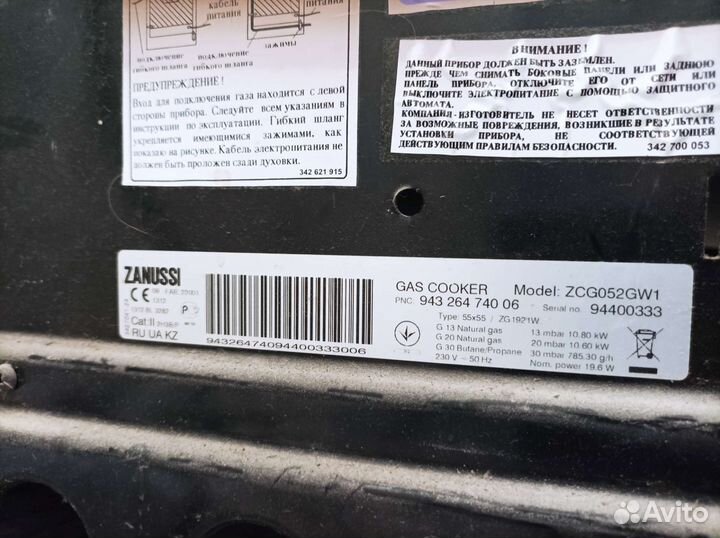 кабель
питания
питания
подключение
гибкого шланга
подключение
гибкого шланга
зажимы
ПРЕДУПРЕЖДЕНИЕ!
Вход для подключения газа находится с левой
стороны прибора. Следуйте всем указаниям в
инструкции по эксплуатации. Гибкий шланг
укрепляется имеющимися зажимами, как
показано на рисунке. Кабель электропитания не
должен быть проложен сзади духовки.
342 621 915
ВНИМАНИЕ!
ДАННЫЙ ПРИБОР ДОЛЖЕН БЫТЬ ЗАЗЕМЛЕН.
ПРЕЖДЕ ЧЕМ СНИМАТЬ БОКОВЫЕ ПАНЕЛИ ИЛИ ЗАДНЮЮ
ПАНЕЛЬ ПРИБОРА, ОТКЛЮЧИТЕ ЕГО ОТ СЕТИ ИЛИ
ВЫКЛЮЧИТЕ ЭЛЕКТРОПИТАНИЕ С ПОМОЩЬЮ ЗАЩИТНОГО
АВТОМАТА.
КОМПАНИЯ-ИЗГОТОВИТЕЛЬ НЕ НЕСЕТ ОТВЕТСТВЕННОСТИ
ЗА ВОЗМОЖНЫЕ ПОВРЕЖДЕНИЯ, ВОЗНИКШИЕ В РЕЗУЛЬТАТЕ
УСТАНОВКИ ПРИБОРА, НЕ СООТВЕТСТВУЮЩЕЙ
ДЕЙСТВУЮЩИМ ПРАВИЛАМ БЕЗОПАСНОСТИ.
342 700 053
ZANUSSI
CE
1312
Cat:II
RU UA KZ
94326474094400333006
GAS COOKER Model: ZCG052GW1
PNC: 943 264 740 06 Serial no: 94400333
Type: 55x55 / ZG1921W
G 13 Natural gas 13 mbar 10.80 kW
G 20 Natural gas 20 mbar 10.60 kW
G 30 Butane/Propane 30 mbar 785.30 g/h
230 V ~ 50 Hz Nom. power 19.6 W
Avito